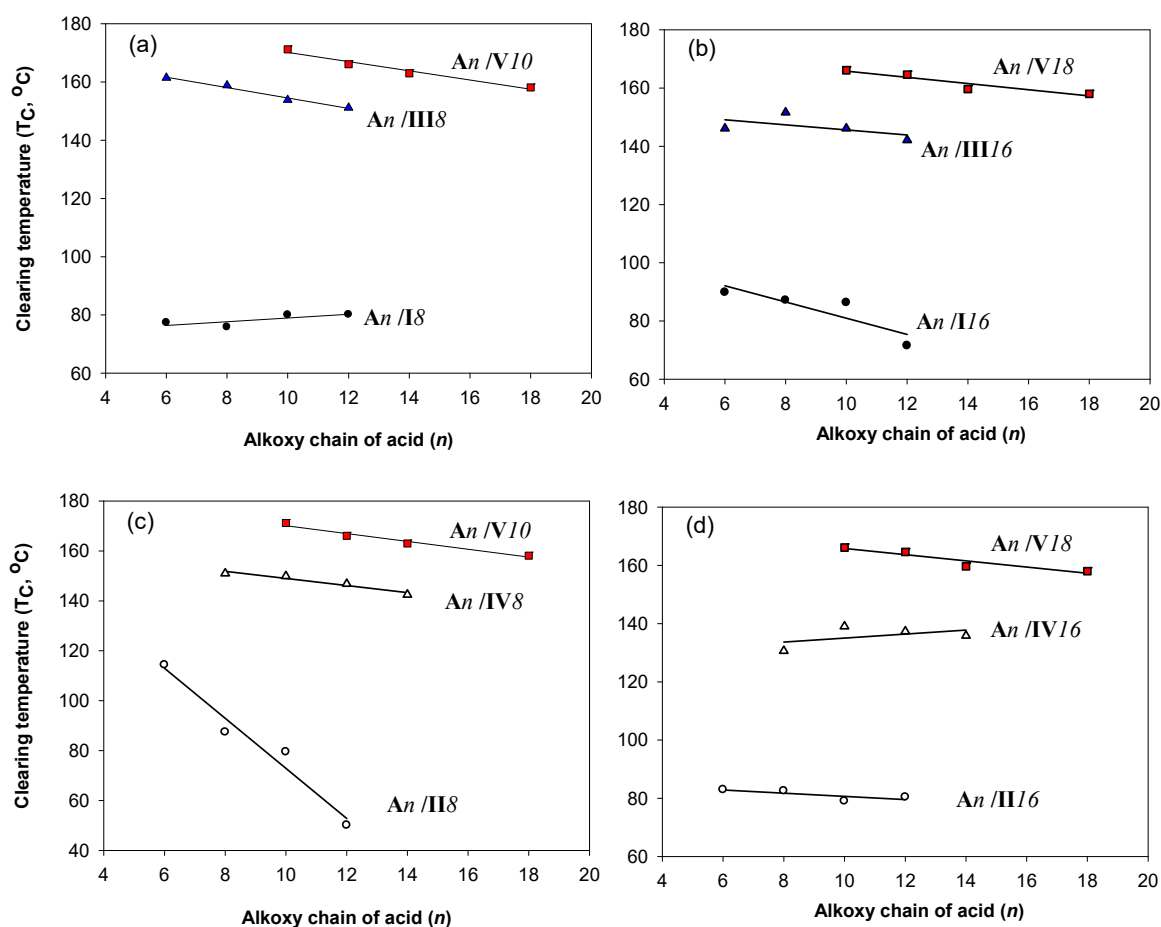 (a)
An /V10
An /III8
An /I8
Clearing temperature (TC, oC)
180
160
140
120
100
80
60
4 6 8 10 12 14 16 18 20
Alkoxy chain of acid (n)
(b)
An /V18
An /III16
An /I16
180
160
140
120
100
80
60
4 6 8 10 12 14 16 18 20
Alkoxy chain of acid (n)
(c)
An /V10
An /IV8
An /II8
Clearing temperature (TC, oC)
180
160
140
120
100
80
60
40
4 6 8 10 12 14 16 18 20
Alkoxy chain of acid (n)
(d)
An /V18
An /IV16
An /II16
180
160
140
120
100
80
60
4 6 8 10 12 14 16 18 20
Alkoxy chain of acid (n)